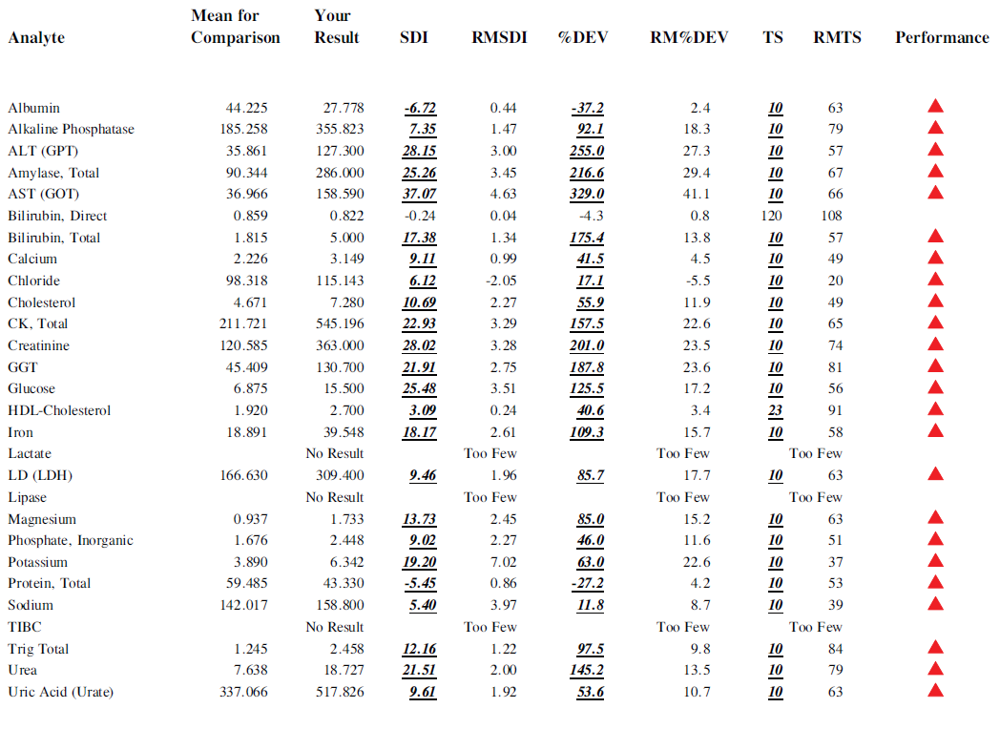 Mean for Your
Analyte Comparison Result SDI RMSDI %DEV RM%DEV TS RMTS Performance
Albumin 44.225 27.778 -6.72 0.44 -37.2 2.4 10 63
Alkaline Phosphatase 185.258 355.823 7.35 1.47 92.1 18.3 10 79
ALT (GPT) 35.861 127.300 28.15 3.00 255.0 27.3 10 57
Amylase, Total 90.344 286.000 25.26 3.45 216.6 29.4 10 67
AST (GOT) 36.966 158.590 37.07 4.63 329.0 41.1 10 66
Bilirubin, Direct 0.859 0.822 -0.24 0.04 -4.3 0.8 120 108
Bilirubin, Total 1.815 5.000 17.38 1.34 175.4 13.8 10 57
Calcium 2.226 3.149 9.11 0.99 41.5 4.5 10 49
Chloride 98.318 115.143 6.12 -2.05 17.1 -5.5 10 20
Cholesterol 4.671 7.280 10.69 2.27 55.9 11.9 10 49
CK, Total 211.721 545.196 22.93 3.29 157.5 22.6 10 65
Creatinine 120.585 363.000 28.02 3.28 201.0 23.5 10 74
GGT 45.409 130.700 21.91 2.75 187.8 23.6 10 81
Glucose 6.875 15.500 25.48 3.51 125.5 17.2 10 56
HDL-Cholesterol 1.920 2.700 3.09 0.24 40.6 3.4 23 91
Iron 18.891 39.548 18.17 2.61 109.3 15.7 10 58
Lactate No Result Too Few Too Few Too Few
LD (LDH) 166.630 309.400 9.46 1.96 85.7 17.7 10 63
Lipase No Result Too Few Too Few Too Few
Magnesium 0.937 1.733 13.73 2.45 85.0 15.2 10 63
Phosphate, Inorganic 1.676 2.448 9.02 2.27 46.0 11.6 10 51
Potassium 3.890 6.342 19.20 7.02 63.0 22.6 10 37
Protein, Total 59.485 43.330 -5.45 0.86 -27.2 4.2 10 53
Sodium 142.017 158.800 5.40 3.97 11.8 8.7 10 39
TIBC No Result Too Few Too Few Too Few
Trig Total 1.245 2.458 12.16 1.22 97.5 9.8 10 84
Urea 7.638 18.727 21.51 2.00 145.2 13.5 10 79
Uric Acid (Urate) 337.066 517.826 9.61 1.92 53.6 10.7 10 63